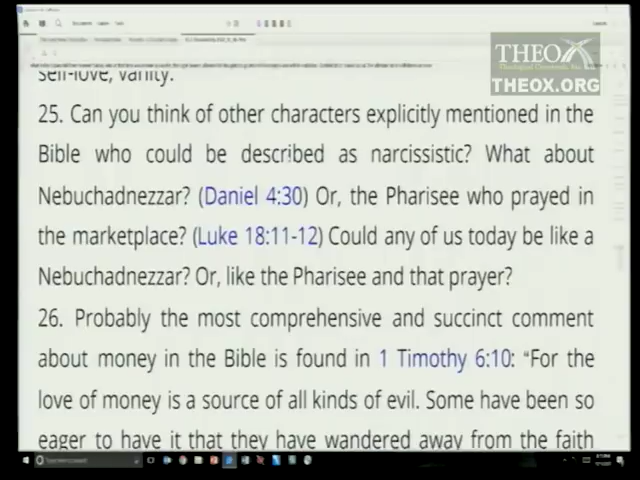 THEOX
THEOX.ORG
self-love, vanity.
25. Can you think of other characters explicitly mentioned in the
Bible who could be described as narcissistic? What about
Nebuchadnezzar? (Daniel 4:30) Or, the Pharisee who prayed in
the marketplace? (Luke 18:11-12) Could any of us today be like a
Nebuchadnezzar? Or, like the Pharisee and that prayer?
26. Probably the most comprehensive and succinct comment
about money in the Bible is found in 1 Timothy 6:10: “For the
love of money is a source of all kinds of evil. Some have been so
eager to have it that they have wandered away from the faith